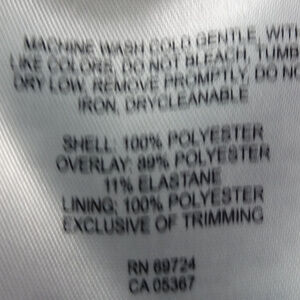 MACHINE WASH COLD GENTLE, WITH
LIKE COLORS, DO NOT BLEACH, TUMB
DRY LOW, REMOVE PROMPTLY, DO NO
IRON, DRYCLEANABLE
SHELL: 100% POLYESTER
OVERLAY: 89% POLYESTER
11% ELASTANE
LINING: 100% POLYESTER
EXCLUSIVE OF TRIMMING
RN 69724
CA 05367